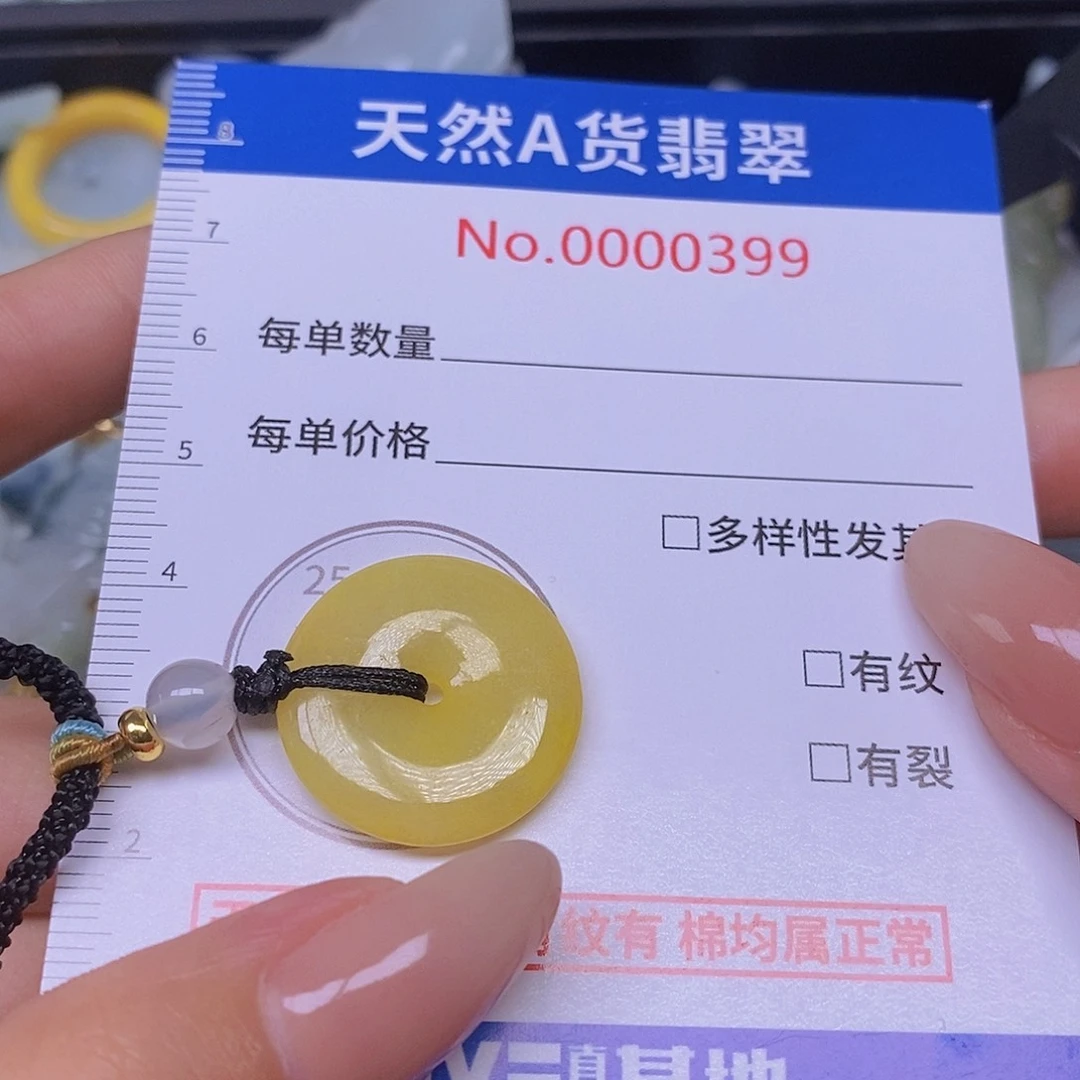 天然A货翡翠
No.0000399
8
7
6
5
4
2
每单数量
每单价格
25
□多样性发
□有纹
□有裂
纹有 棉均属正常
基地